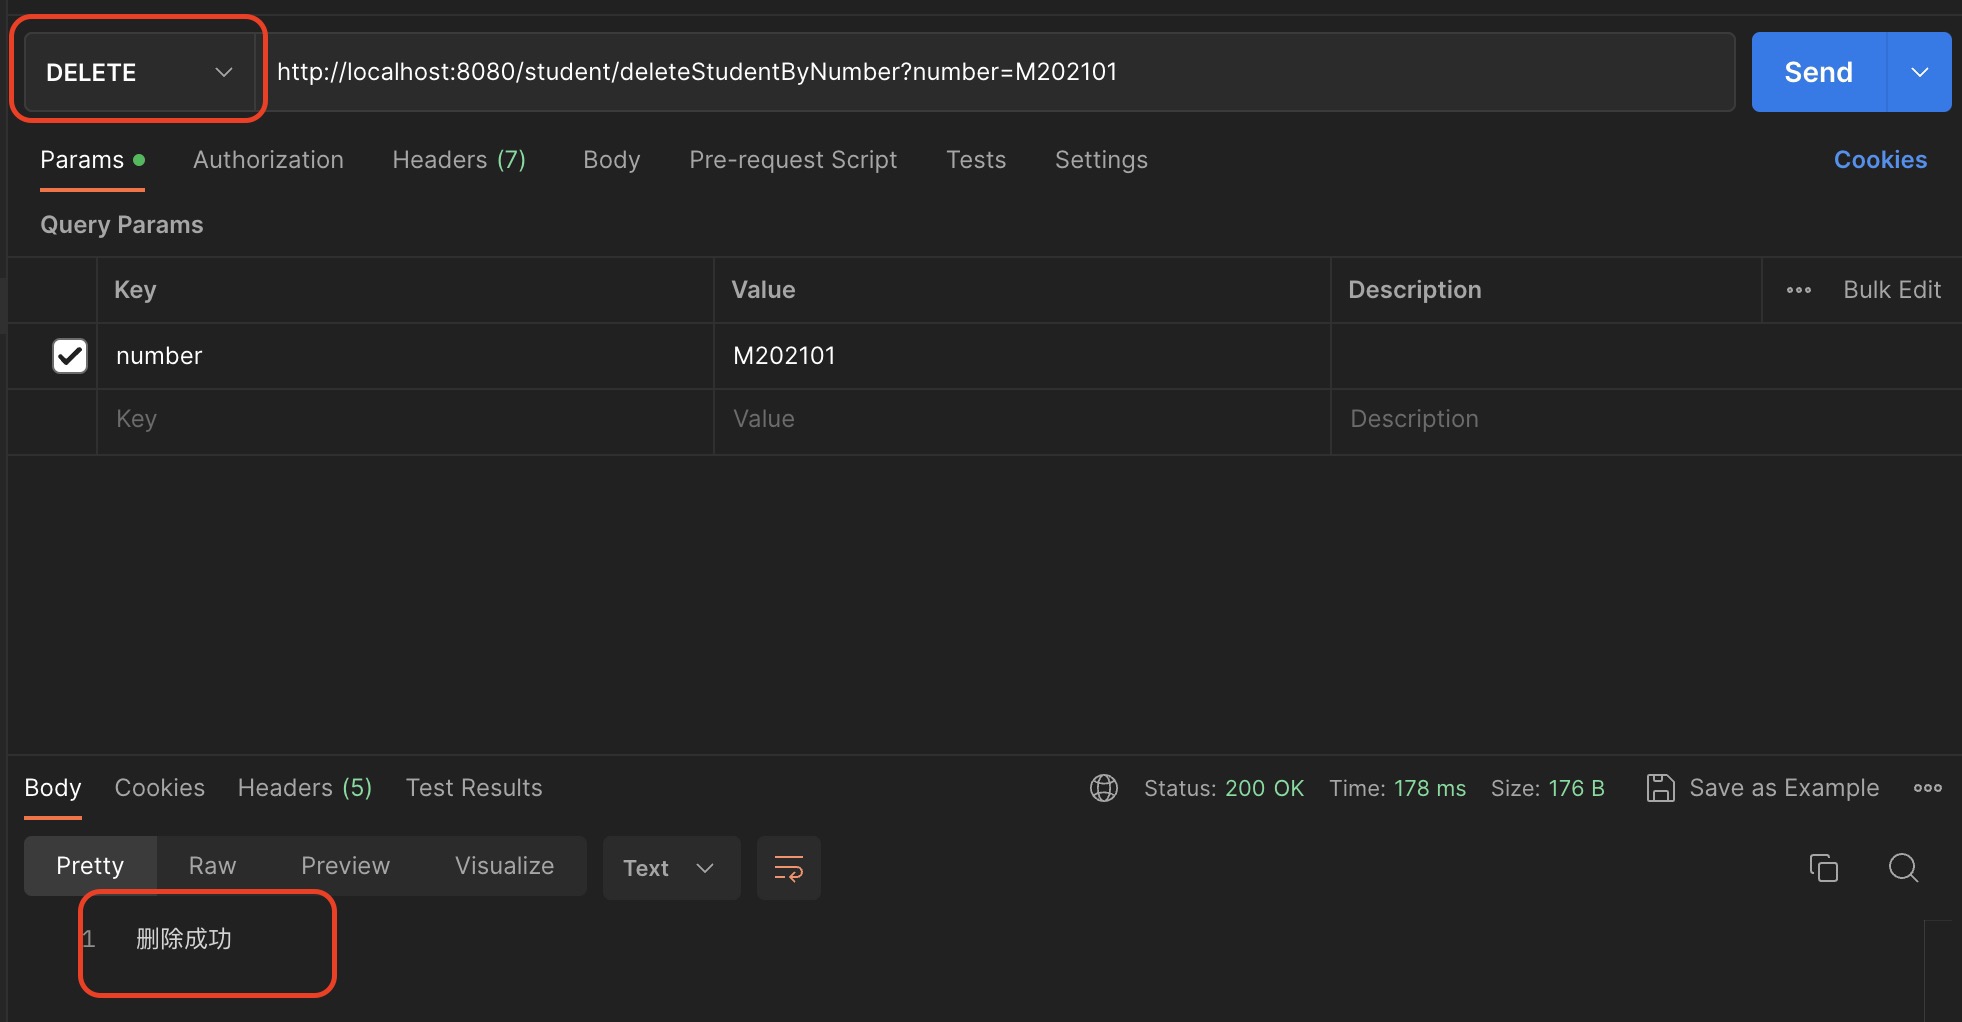 DELETE http://localhost:8080/student/deleteStudentByNumber?number=M202101 Send
Params Authorization Headers (7) Body Pre-request Script Tests Settings Cookies
Query Params
Key Value Description Bulk Edit
number M202101
Key Value Description
Body Cookies Headers (5) Test Results Status: 200 OK Time: 178 ms Size: 176 B Save as Example
Pretty Raw Preview Visualize Text
1 删除成功